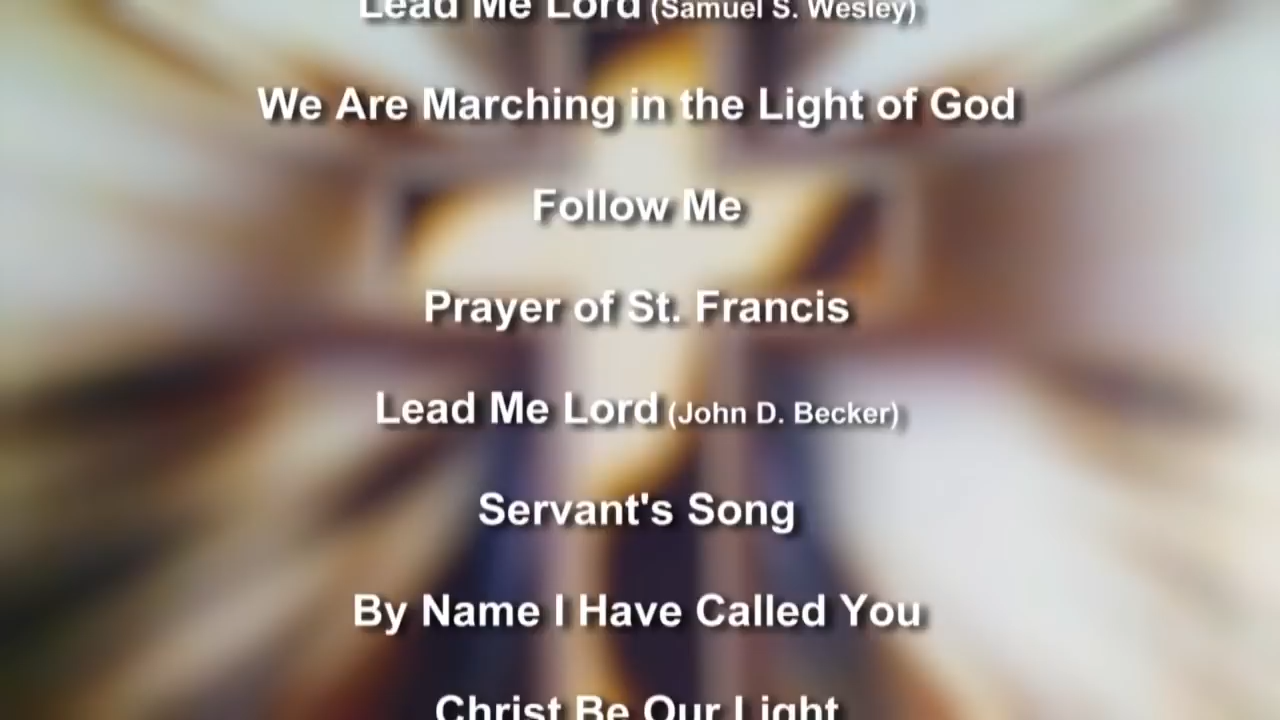 Lead Me Lord (Samuel S. Wesley)
We Are Marching in the Light of God
Follow Me
Prayer of St. Francis
Lead Me Lord (John D. Becker)
Servant's Song
By Name I Have Called You
Christ Be Our Light